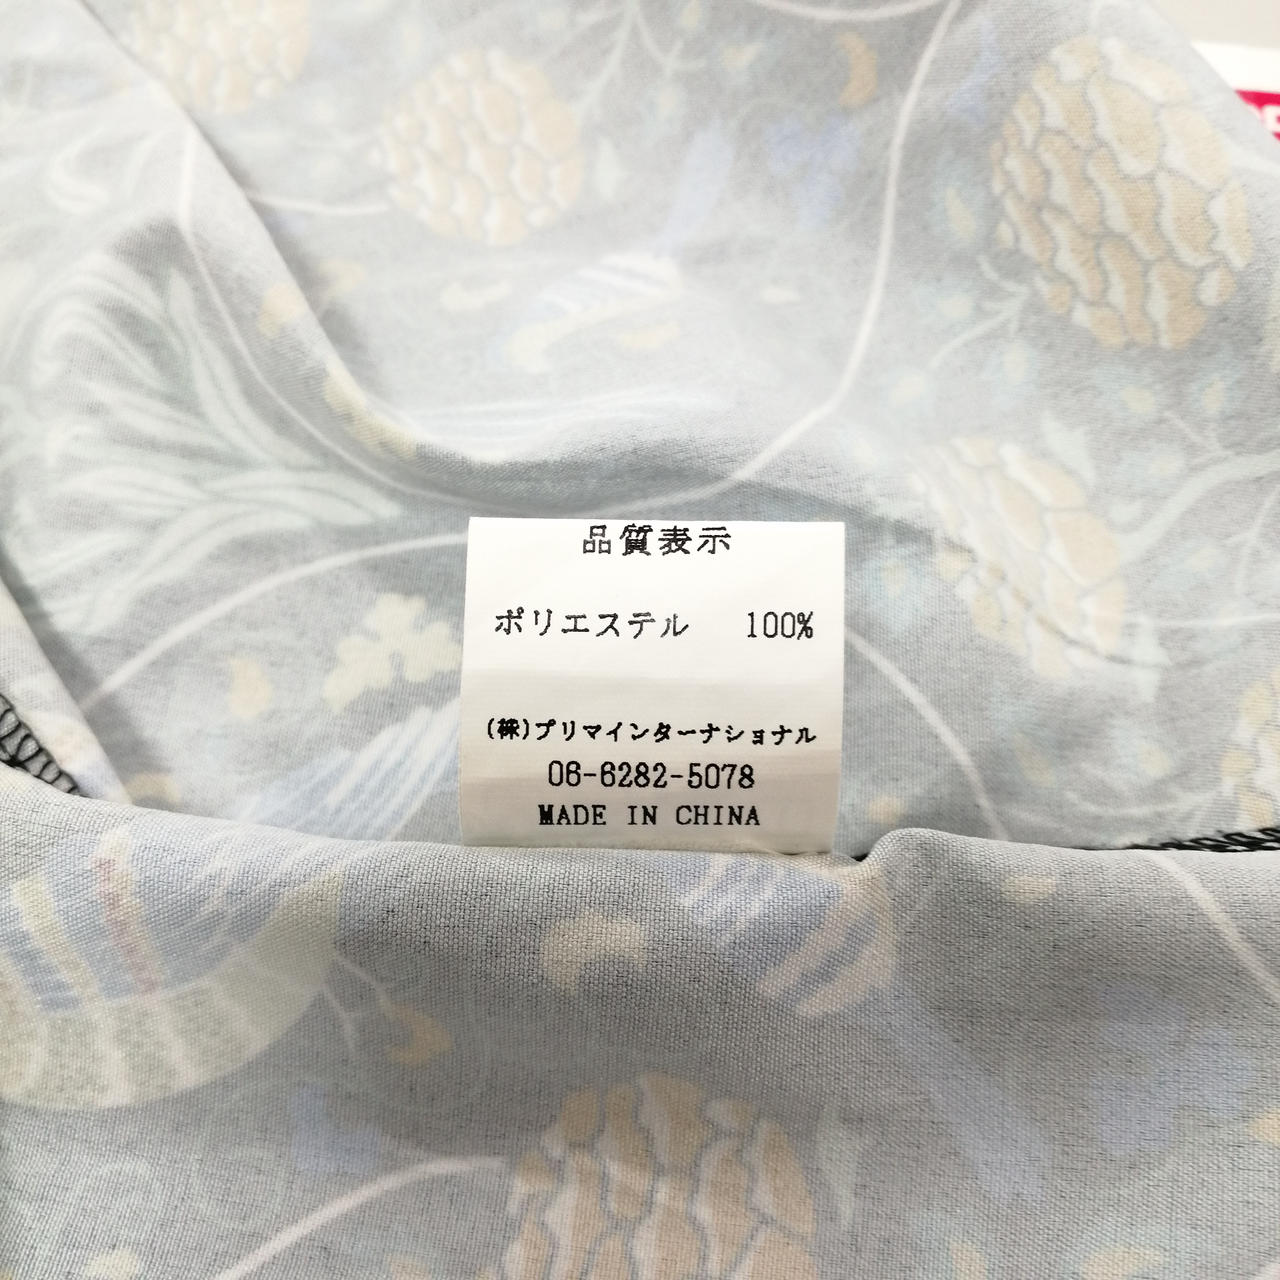 品質表示
ポリエステル 100%
(株)プリマインターナショナル
06-6282-5078
MADE IN CHINA